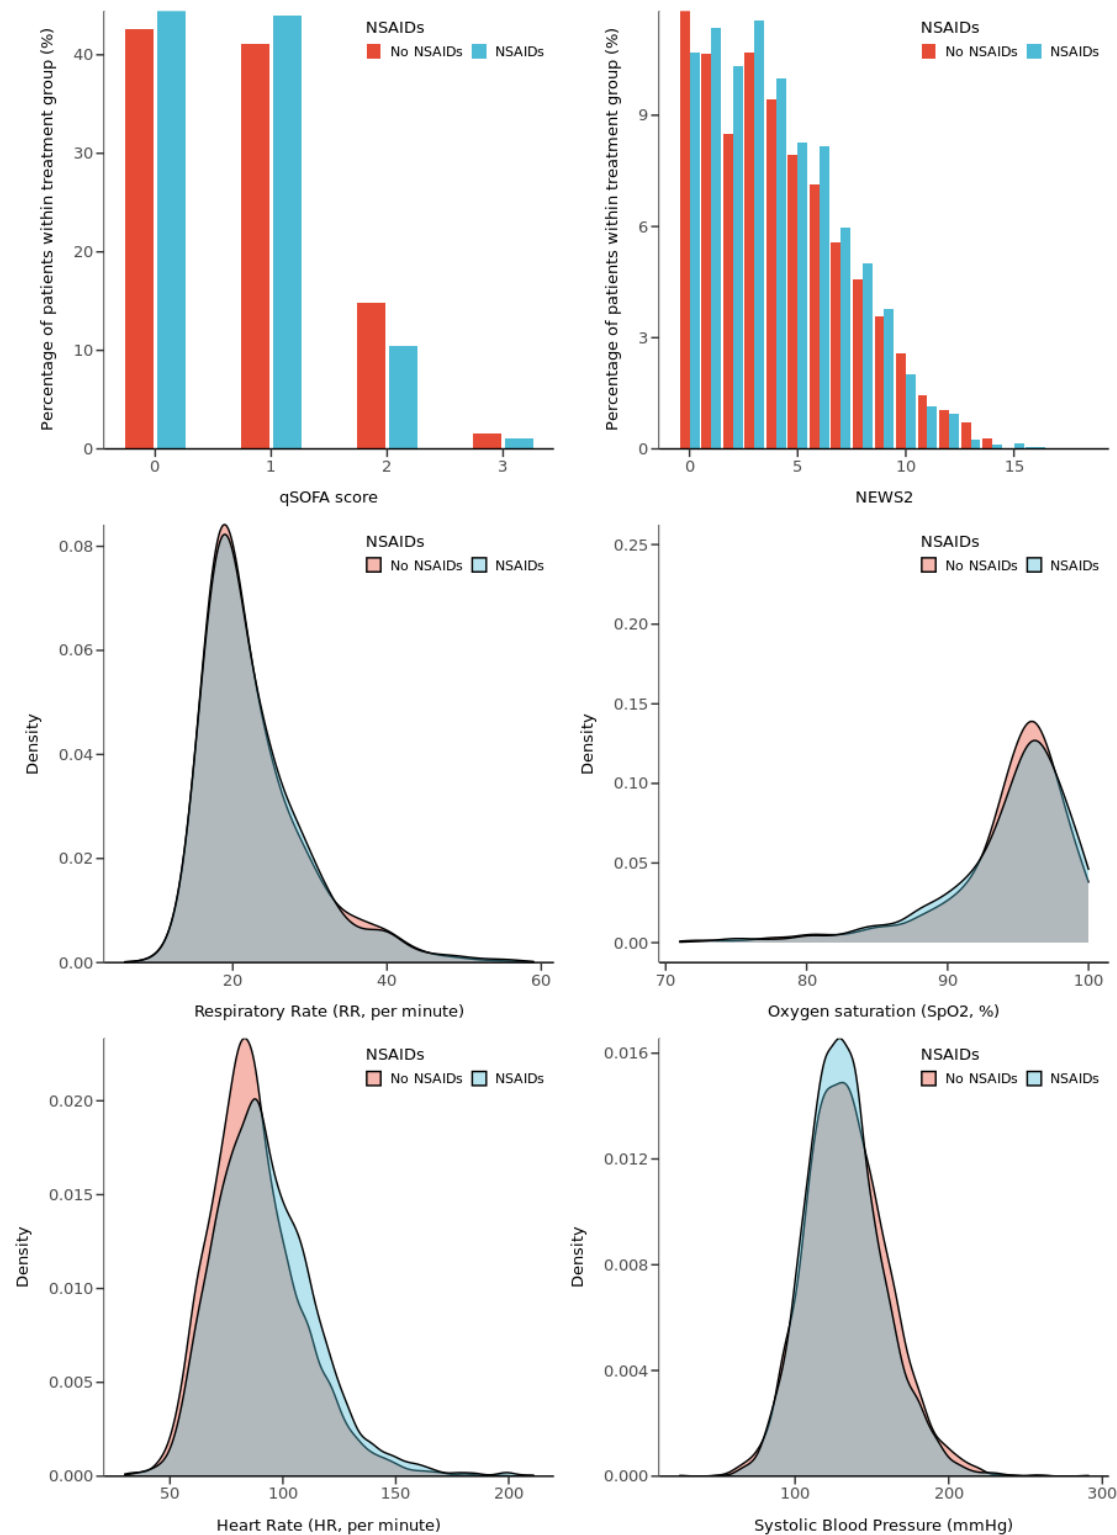 Percentage of patients within treatment group (%)
40
30
20
10
0
NSAIDs
No NSAIDs NSAIDs
0 1 2 3
qSOFA score
Percentage of patients within treatment group (%)
9
6
3
0
NSAIDs
No NSAIDs NSAIDs
0 5 10 15
NEWS2
Density
0.08
0.06
0.04
0.02
0.00
NSAIDs
No NSAIDs NSAIDs
20 40 60
Respiratory Rate (RR, per minute)
Density
0.25
0.20
0.15
0.10
0.05
0.00
NSAIDs
No NSAIDs NSAIDs
70 80 90 100
Oxygen saturation (SpO2, %)
Density
0.020
0.015
0.010
0.005
0.000
NSAIDs
No NSAIDs NSAIDs
50 100 150 200
Heart Rate (HR, per minute)
Density
0.016
0.012
0.008
0.004
0.000
NSAIDs
No NSAIDs NSAIDs
100 200 300
Systolic Blood Pressure (mmHg)